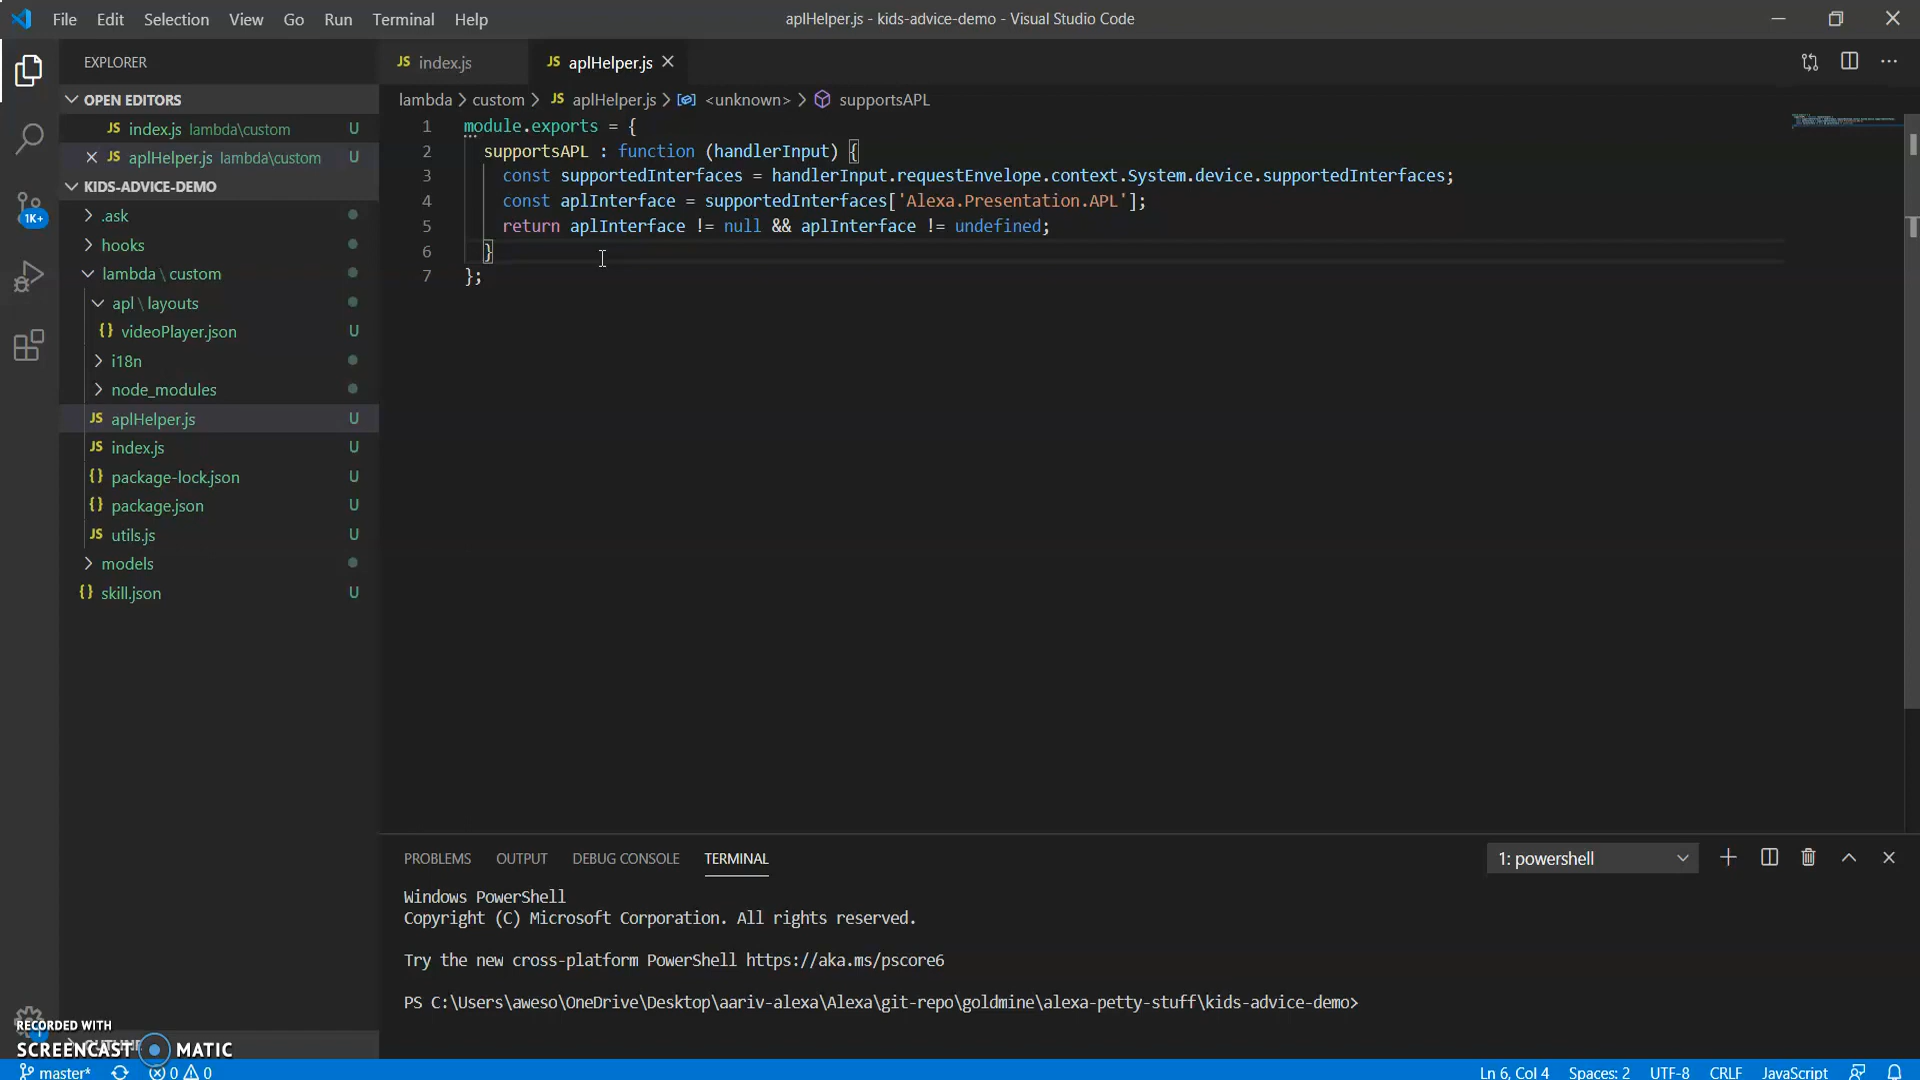 File Edit Selection View Go Run Terminal Help
aplHelper.js - kids-advice-demo - Visual Studio Code
EXPLORER
OPEN EDITORS
JS index.js lambda\custom U
JS aplHelper.js lambda\custom U
KIDS-ADVICE-DEMO
.ask
hooks
lambda \ custom
apl \ layouts
{} videoPlayer.json U
i18n
node_modules
JS aplHelper.js U
JS index.js U
{} package-lock.json U
{} package.json U
JS utils.js U
models
{} skill.json U
1K+
JS index.js
JS aplHelper.js
lambda > custom > JS aplHelper.js > <unknown> > supportsAPL
1 module.exports = {
2 supportsAPL : function (handlerInput) {
3 const supportedInterfaces = handlerInput.requestEnvelope.context.System.device.supportedInterfaces;
4 const aplInterface = supportedInterfaces['Alexa.Presentation.APL'];
5 return aplInterface != null && aplInterface != undefined;
6 }
7 };
PROBLEMS OUTPUT DEBUG CONSOLE TERMINAL
1: powershell
Windows PowerShell
Copyright (C) Microsoft Corporation. All rights reserved.
Try the new cross-platform PowerShell https://aka.ms/pscore6
PS C:\Users\aweso\OneDrive\Desktop\aariv-alexa\Alexa\git-repo\goldmine\alexa-petty-stuff\kids-advice-demo>
RECORDED WITH
SCREENCAST MATIC
master* 0 0
Ln 6, Col 4 Spaces: 2 UTF-8 CRLF JavaScript